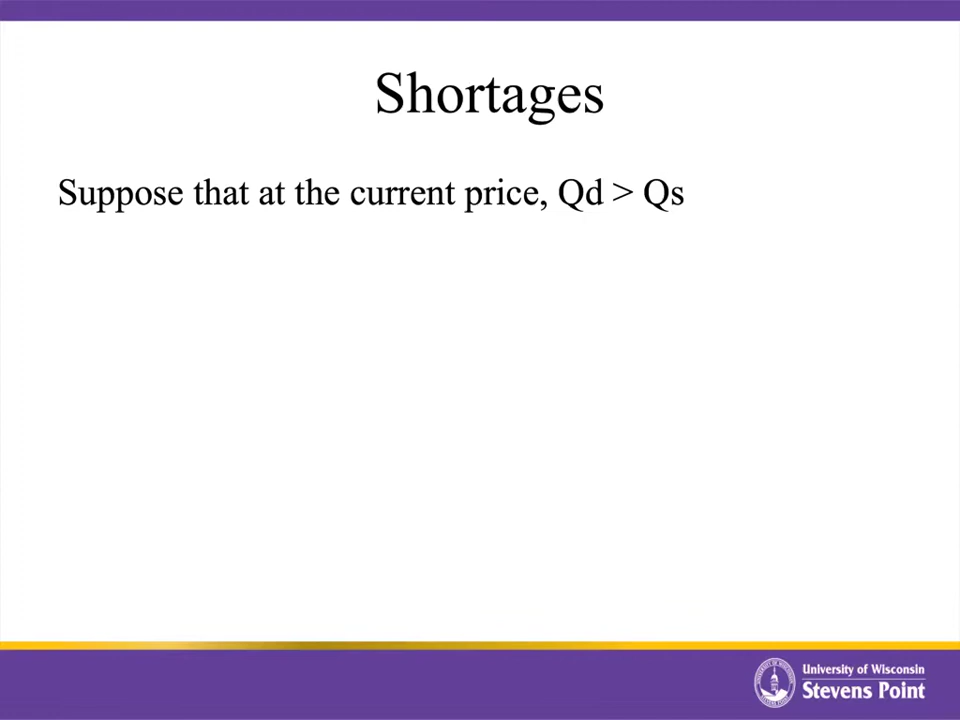 Shortages
Suppose that at the current price, Qd > Qs
University of Wisconsin
Stevens Point